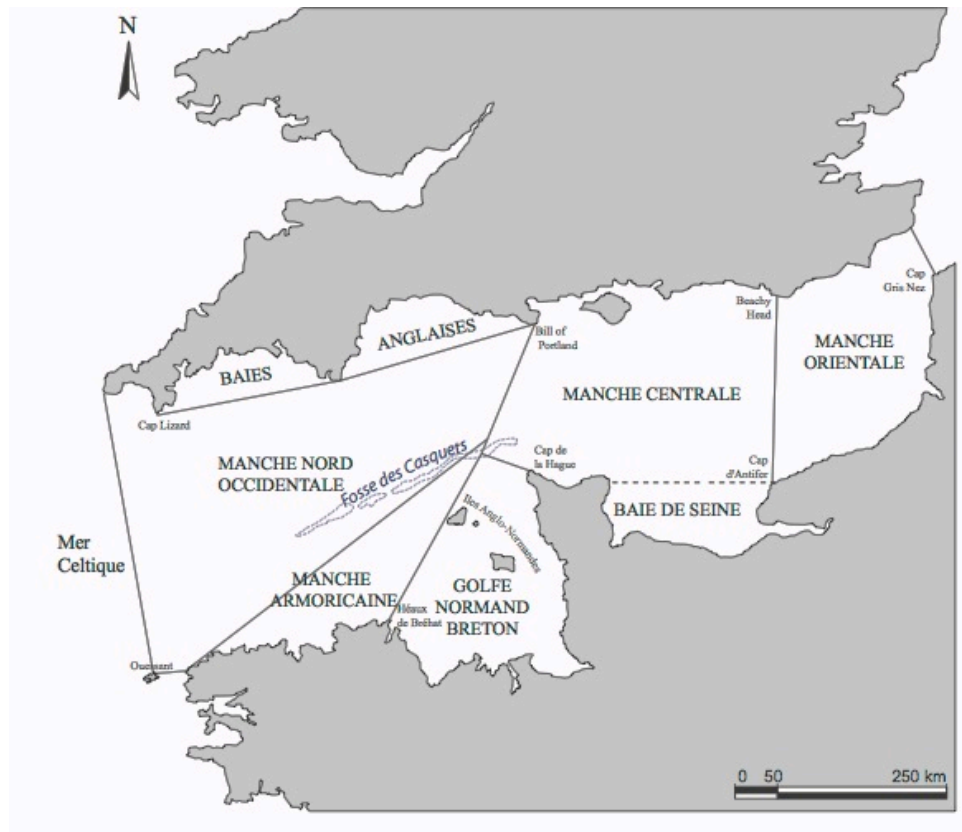 N
Cap
Gris Nez
Beachy
Head
ANGLAISES
Bill of
Portland
MANCHE
ORIENTALE
BAIES
MANCHE CENTRALE
Cap Lizard
Cap de
la Hague
Cap
d'Antifer
MANCHE NORD
OCCIDENTALE
Fosse des Casquets
BAIE DE SEINE
Iles Anglo-Normandes
Mer
Celtique
MANCHE
ARMORICAINE
GOLFE
NORMAND
BRETON
Héaux
de Bréhat
Ouessant
0 50 250 km